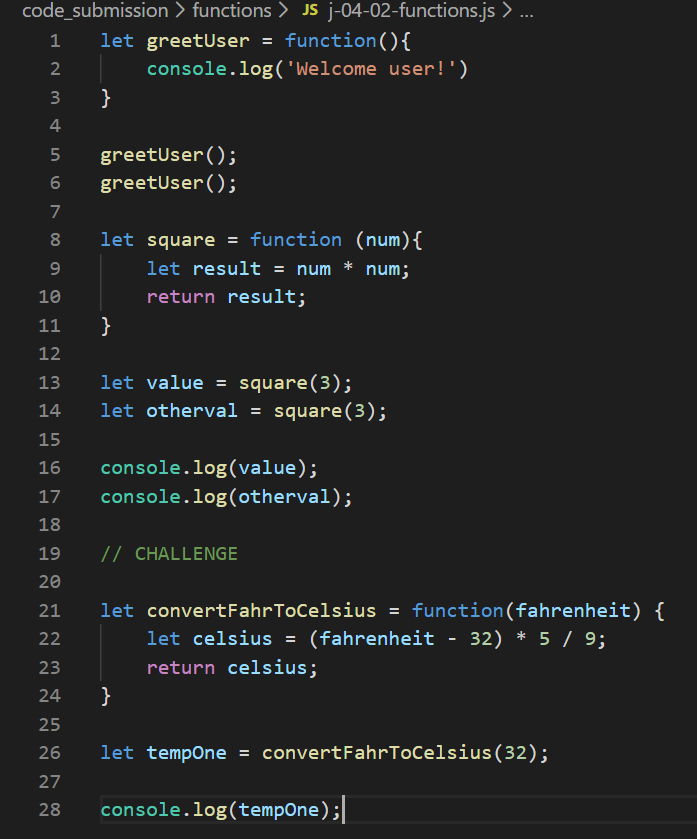 code_submission > functions > JS j-04-02-functions.js > ...
1 let greetUser = function(){
2     console.log('Welcome user!')
3 }
4
5 greetUser();
6 greetUser();
7
8 let square = function (num){
9     let result = num * num;
10     return result;
11 }
12
13 let value = square(3);
14 let otherval = square(3);
15
16 console.log(value);
17 console.log(otherval);
18
19 // CHALLENGE
20
21 let convertFahrToCelsius = function(fahrenheit) {
22     let celsius = (fahrenheit - 32) * 5 / 9;
23     return celsius;
24 }
25
26 let tempOne = convertFahrToCelsius(32);
27
28 console.log(tempOne);